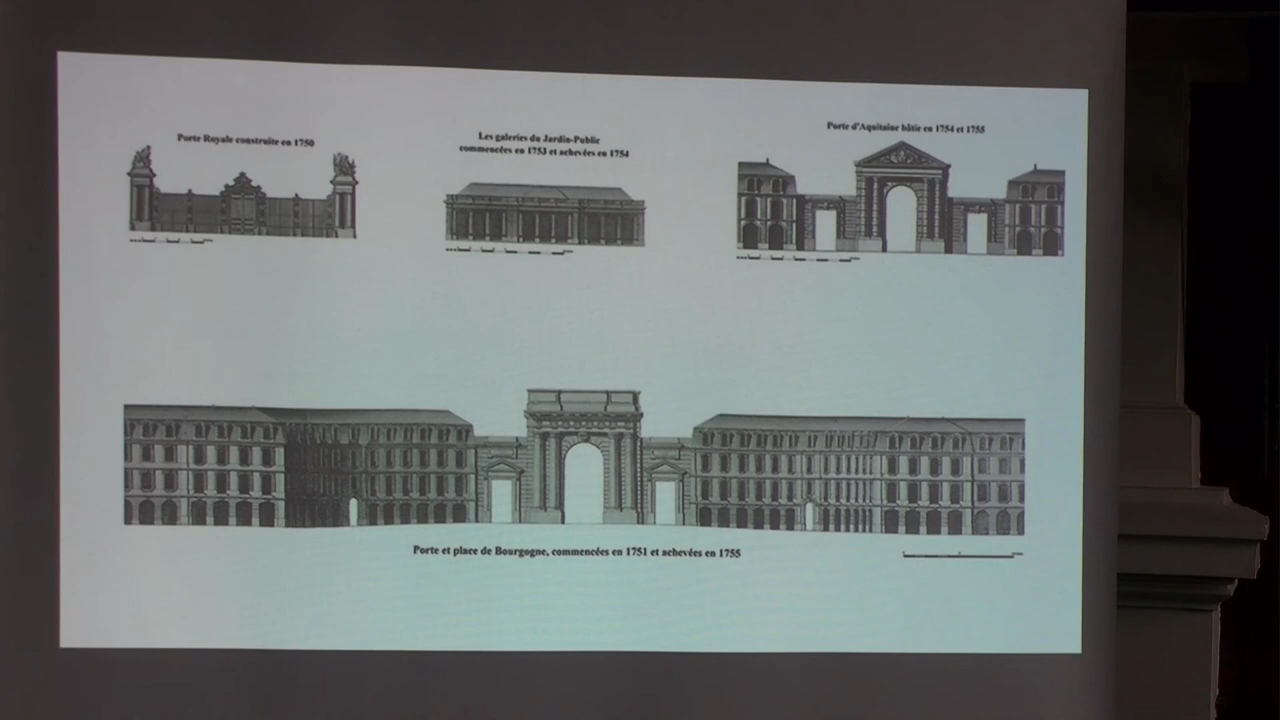 Porte Royale construite en 1750
Les galeries du Jardin-Public
commencées en 1753 et achevées en 1754
Porte d'Aquitaine bâtie en 1754 et 1755
Porte et place de Bourgogne, commencées en 1751 et achevées en 1755